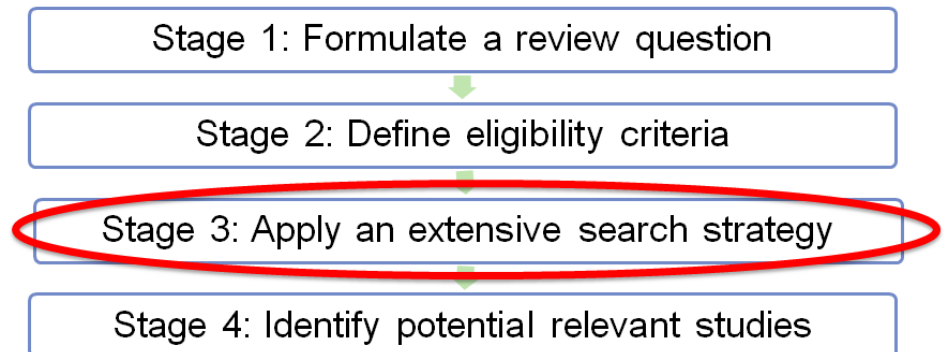 Stage 1: Formulate a review question
Stage 2: Define eligibility criteria
Stage 3: Apply an extensive search strategy
Stage 4: Identify potential relevant studies